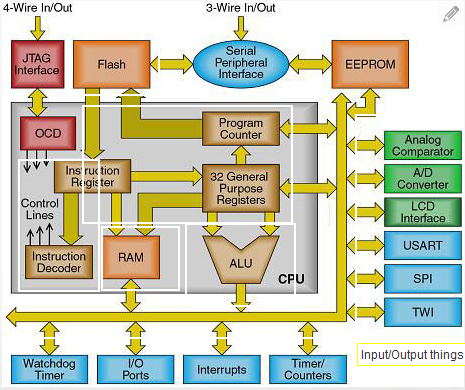 4-Wire In/Out
3-Wire In/Out
JTAG
Interface
Flash
Serial
Peripheral
Interface
EEPROM
OCD
Program
Counter
Instruction
Register
32 General
Purpose
Registers
Control
Lines
Instruction
Decoder
RAM
ALU
CPU
Analog
Comparator
A/D
Converter
LCD
Interface
USART
SPI
TWI
Input/Output things
Watchdog
Timer
I/O
Ports
Interrupts
Timer/
Counters